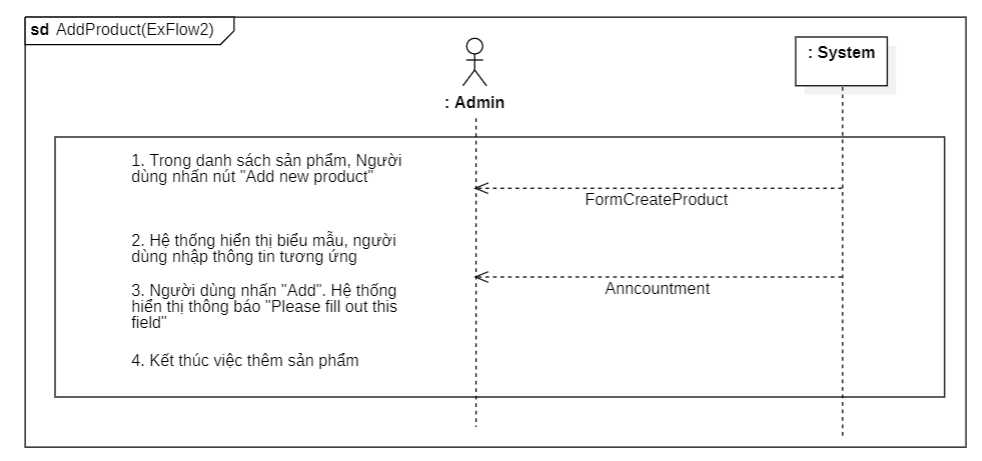 sd AddProduct(ExFlow2)
: System
: Admin
1. Trong danh sách sản phẩm, Người
dùng nhấn nút "Add new product"
FormCreateProduct
2. Hệ thống hiển thị biểu mẫu, người
dùng nhập thông tin tương ứng
Anncountment
3. Người dùng nhấn "Add". Hệ thống
hiển thị thông báo "Please fill out this
field"
4. Kết thúc việc thêm sản phẩm